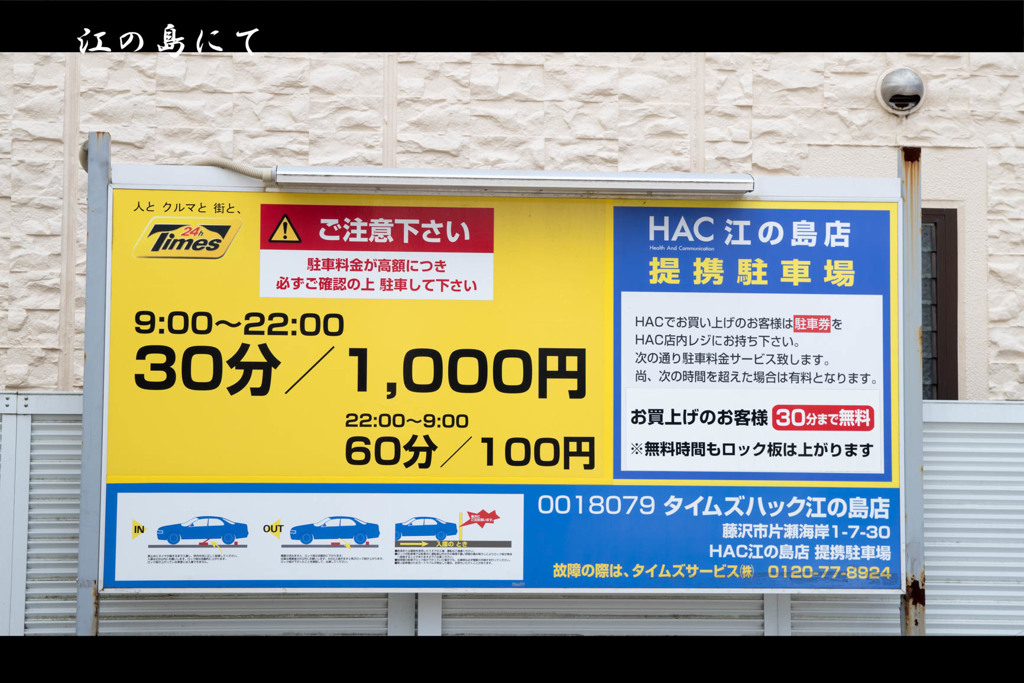 江の島にて
人と クルマと 街と、
24h
Times
ご注意下さい
駐車料金が高額につき
必ずご確認の上 駐車して下さい
9:00～22:00
30分／1,000円
22:00～9:00
60分／100円
HAC 江の島店
Health And Communication
提携駐車場
HACでお買い上げのお客様は駐車券を
HAC店内レジにお持ち下さい。
次の通り駐車料金サービス致します。
尚、次の時間を超えた場合は有料となります。
お買上げのお客様 30分まで無料
※無料時間もロック板は上がります
IN
OUT
入庫のとき
0018079 タイムズハック江の島店
藤沢市片瀬海岸1-7-30
HAC江の島店 提携駐車場
故障の際は、タイムズサービス㈱ 0120-77-8924